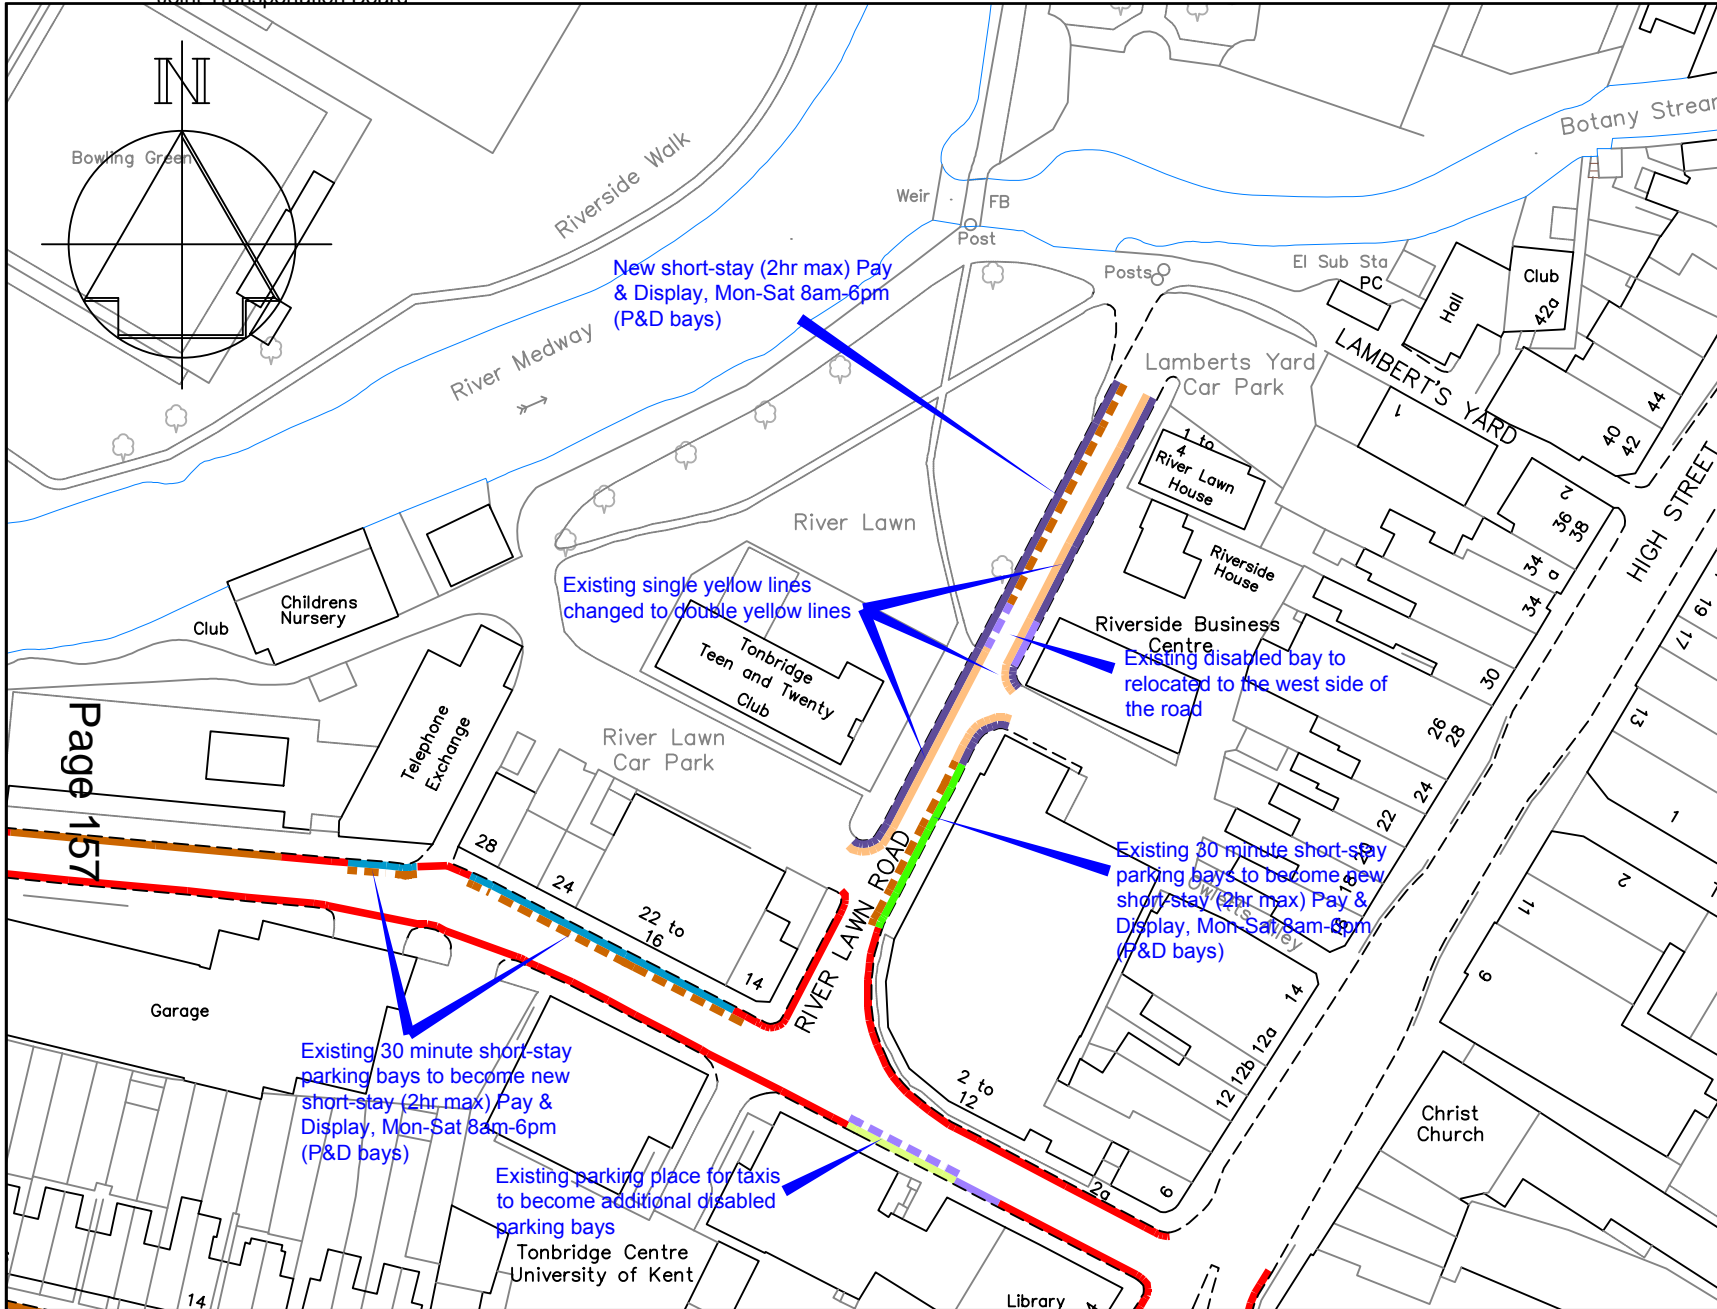 N
Bowling Green
Riverside Walk
River Medway
Botany Strear
Weir
FB
Post
Posts
El Sub Sta
PC
Hall
Club
42a
New short-stay (2hr max) Pay
& Display, Mon-Sat 8am-6pm
(P&D bays)
Lamberts Yard
Car Park
LAMBERT'S YARD
1
44
40
42
2
36
38
HIGH STREET
1 to
4
River Lawn
House
River Lawn
Riverside
House
34 a
34
19
17
Existing single yellow lines
changed to double yellow lines
Childrens
Nursery
Club
Tonbridge
Teen and Twenty
Club
Riverside Business
Centre
Existing disabled bay to
relocated to the west side of
the road
30
26
28
13
Page 157
Telephone
Exchange
River Lawn
Car Park
24
22
1
20
18
16
28
24
22 to
16
14
RIVER LAWN ROAD
Existing 30 minute short-stay
parking bays to become new
short-stay (2hr max) Pay &
Display, Mon-Sat 8am-6pm
(P&D bays)
Owletts Alley
2
11
9
14
12a
12b
12
Garage
Existing 30 minute short-stay
parking bays to become new
short-stay (2hr max) Pay &
Display, Mon-Sat 8am-6pm
(P&D bays)
2 to
12
Christ
Church
Existing parking place for taxis
to become additional disabled
parking bays
2a
6
Tonbridge Centre
University of Kent
14
Library